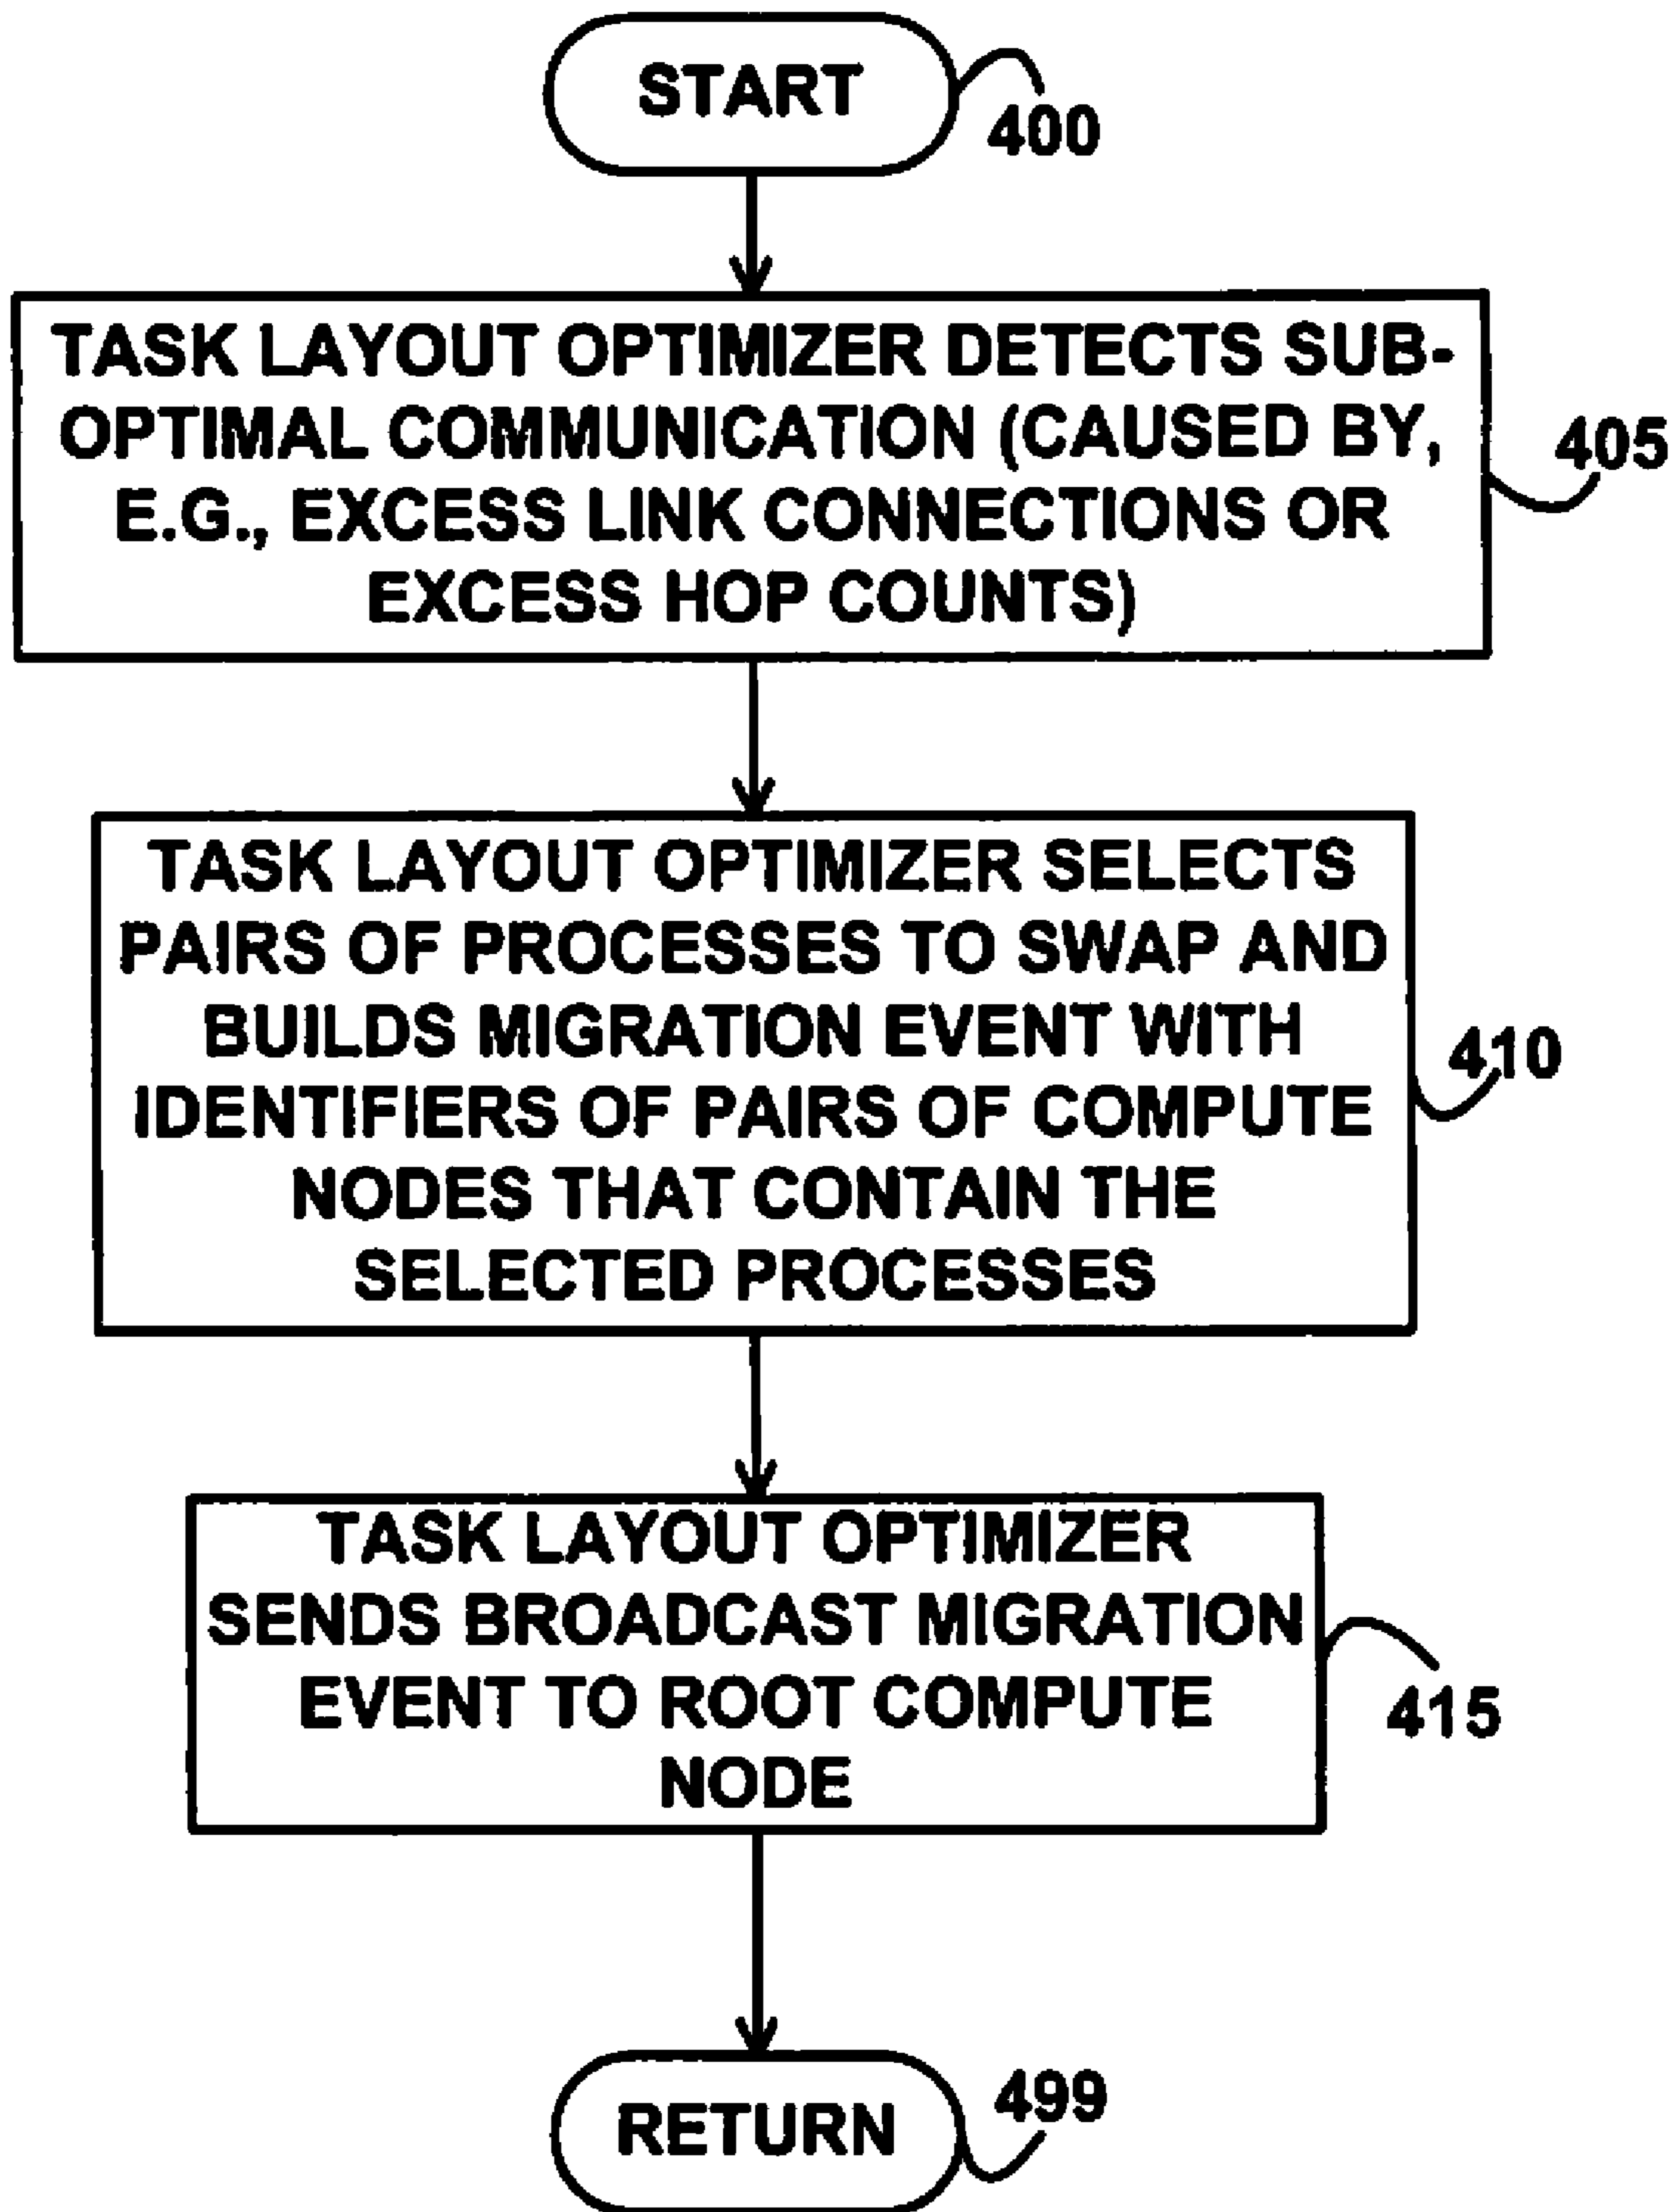 START
400
TASK LAYOUT OPTIMIZER DETECTS SUB-
OPTIMAL COMMUNICATION (CAUSED BY,
E.G., EXCESS LINK CONNECTIONS OR
EXCESS HOP COUNTS)
405
TASK LAYOUT OPTIMIZER SELECTS
PAIRS OF PROCESSES TO SWAP AND
BUILDS MIGRATION EVENT WITH
IDENTIFIERS OF PAIRS OF COMPUTE
NODES THAT CONTAIN THE
SELECTED PROCESSES
410
TASK LAYOUT OPTIMIZER
SENDS BROADCAST MIGRATION
EVENT TO ROOT COMPUTE
NODE
415
RETURN
499